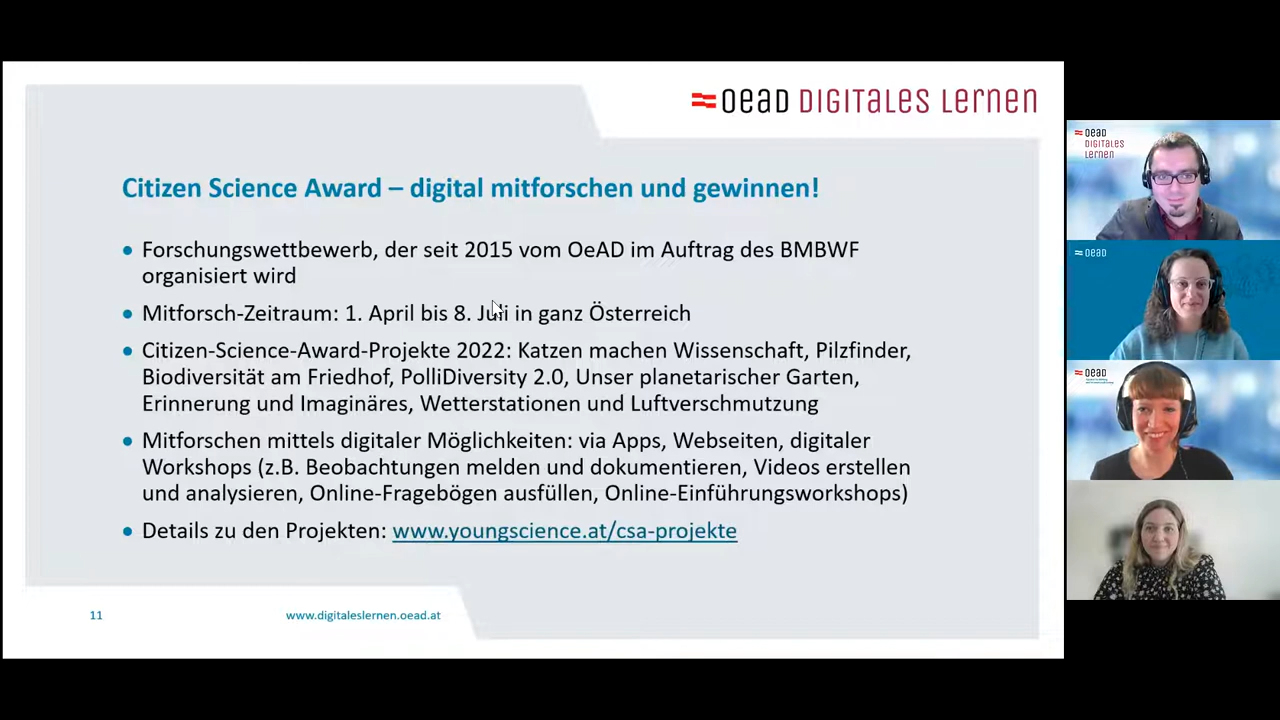 OeAD DIGITALES LERNEN
Citizen Science Award – digital mitforschen und gewinnen!
• Forschungswettbewerb, der seit 2015 vom OeAD im Auftrag des BMBWF
organisiert wird
• Mitforsch-Zeitraum: 1. April bis 8. Juli in ganz Österreich
• Citizen-Science-Award-Projekte 2022: Katzen machen Wissenschaft, Pilzfinder,
Biodiversität am Friedhof, PolliDiversity 2.0, Unser planetarischer Garten,
Erinnerung und Imaginäres, Wetterstationen und Luftverschmutzung
• Mitforschen mittels digitaler Möglichkeiten: via Apps, Webseiten, digitaler
Workshops (z.B. Beobachtungen melden und dokumentieren, Videos erstellen
und analysieren, Online-Fragebögen ausfüllen, Online-Einführungsworkshops)
• Details zu den Projekten: www.youngscience.at/csa-projekte
11
www.digitaleslernen.oead.at
OeAD
DIGITALES
LERNEN
OeAD
OeAD